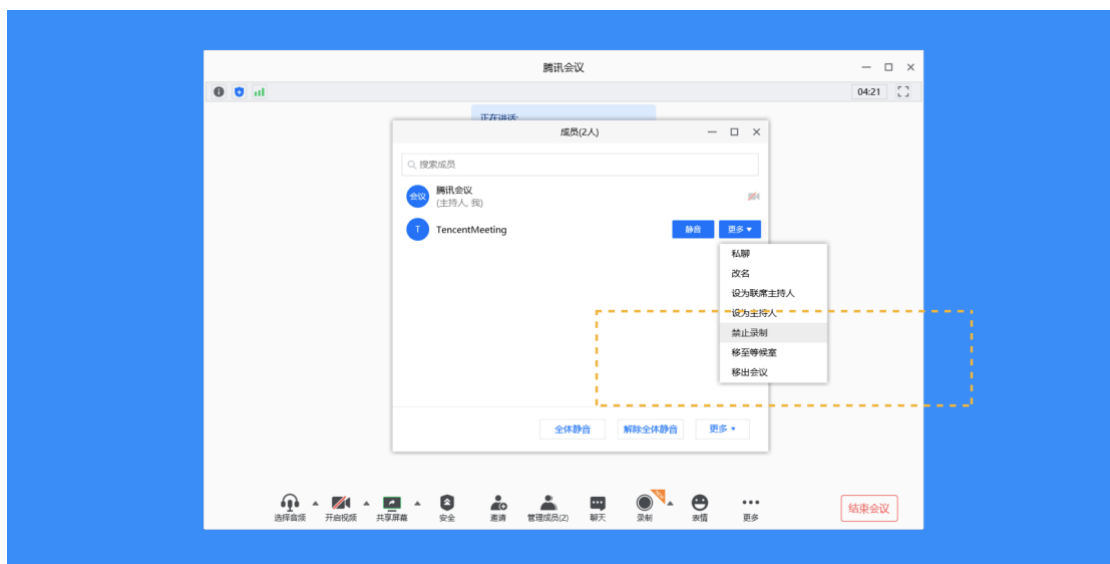 腾讯会议
04:21
正在讲话:
成员(2人)
搜索成员
会议
腾讯会议
(主持人, 我)
T
TencentMeeting
静音
更多
私聊
改名
设为联席主持人
设为主持人
禁止录制
移至等候室
移出会议
全体静音
解除全体静音
更多
选择音频
开启视频
共享屏幕
安全
邀请
管理成员(2)
聊天
录制
表情
更多
结束会议